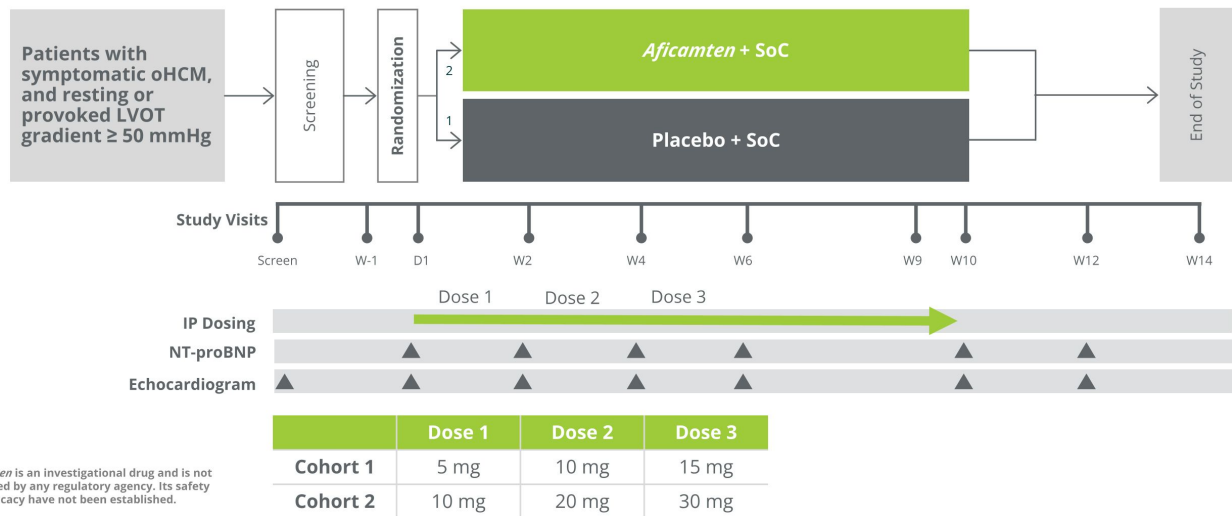 Patients with
symptomatic oHCM,
and resting or
provoked LVOT
gradient ≥ 50 mmHg
Screening
Randomization
2
1
Aficamten + SoC
Placebo + SoC
End of Study
Study Visits
Screen W-1 D1 W2 W4 W6 W9 W10 W12 W14
Dose 1 Dose 2 Dose 3
IP Dosing
NT-proBNP
Echocardiogram
Dose 1 Dose 2 Dose 3
Cohort 1 5 mg 10 mg 15 mg
Cohort 2 10 mg 20 mg 30 mg
is an investigational drug and is not
by any regulatory agency. Its safety
have not been established.